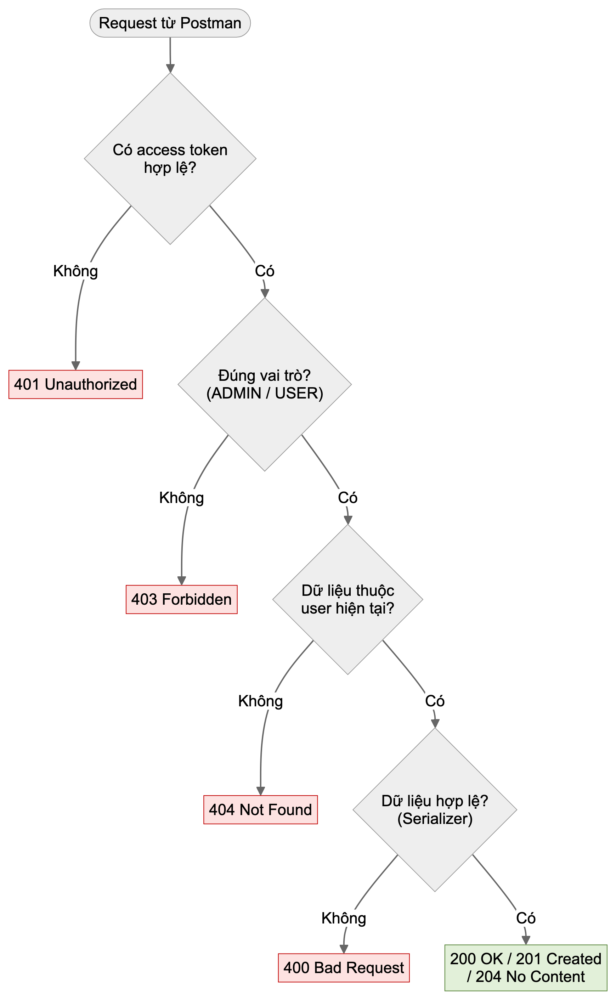 Request từ Postman
Có access token
hợp lệ?
Không
Có
401 Unauthorized
Đúng vai trò?
(ADMIN / USER)
Không
Có
403 Forbidden
Dữ liệu thuộc
user hiện tại?
Không
Có
404 Not Found
Dữ liệu hợp lệ?
(Serializer)
Không
Có
400 Bad Request
200 OK / 201 Created
/ 204 No Content